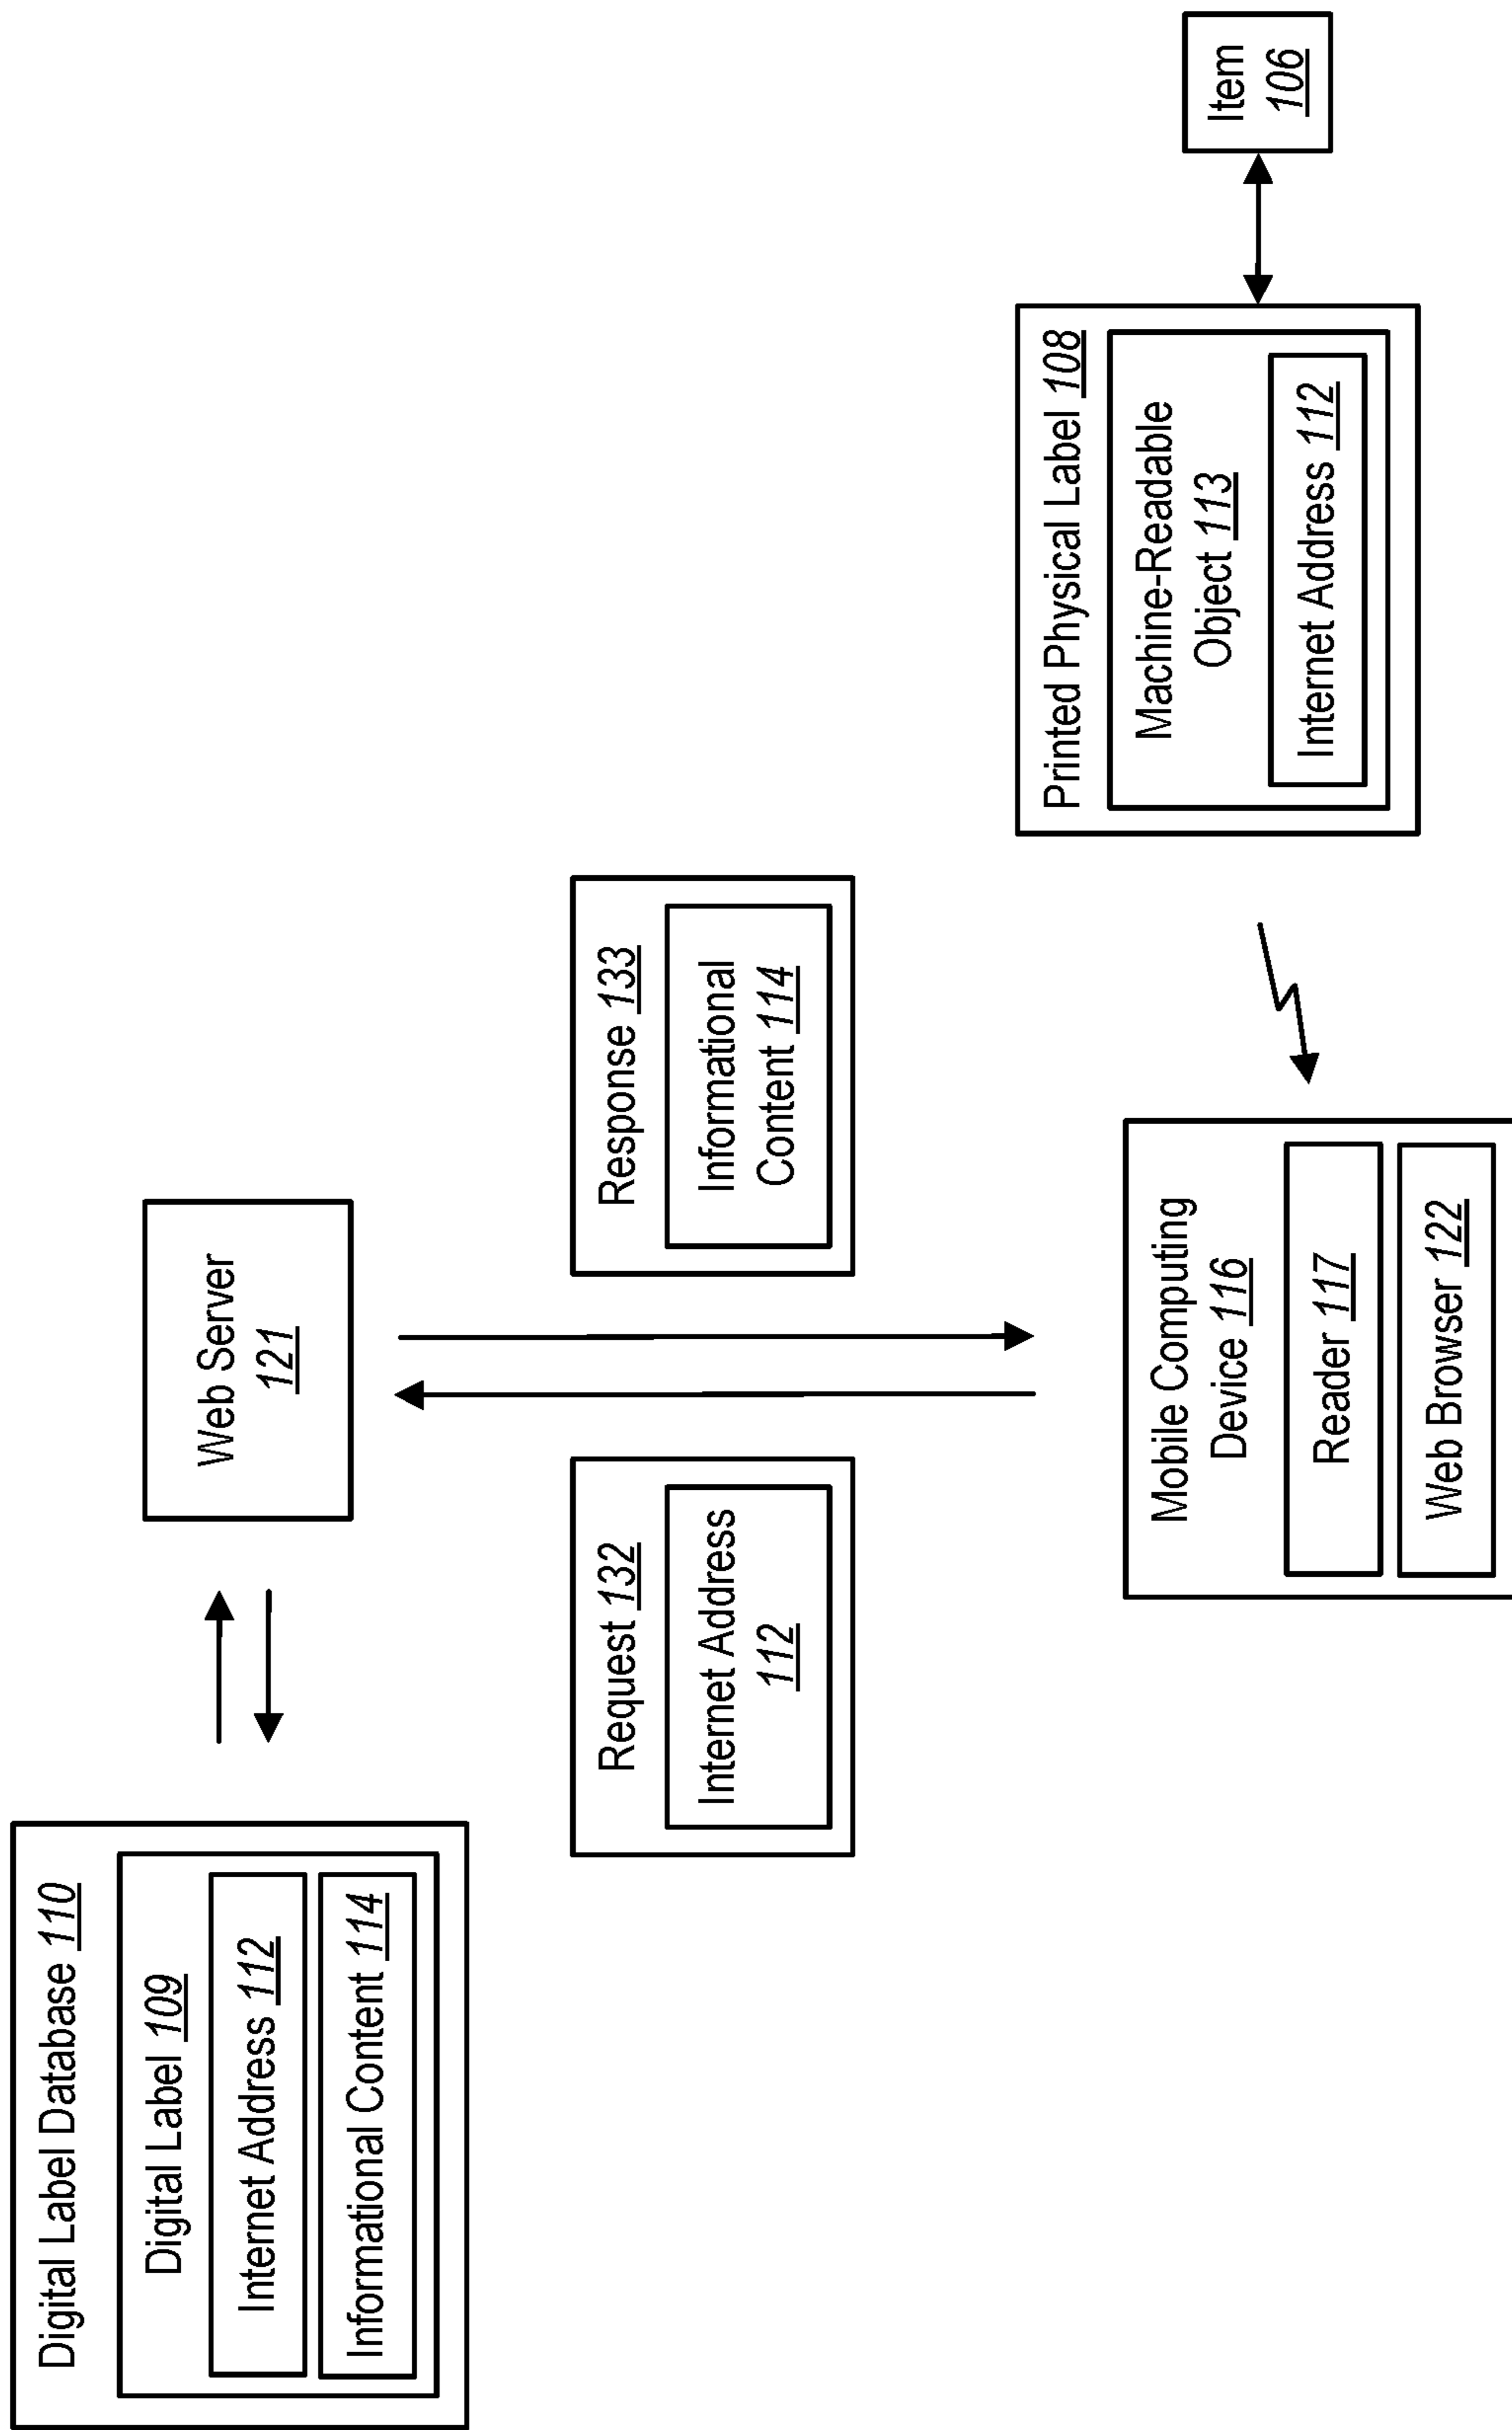 Digital Label Database 110
Digital Label 109
Internet Address 112
Informational Content 114
Web Server
121
Request 132
Internet Address
112
Response 133
Informational
Content 114
Mobile Computing
Device 116
Reader 117
Web Browser 122
Printed Physical Label 108
Machine-Readable
Object 113
Internet Address 112
Item
106